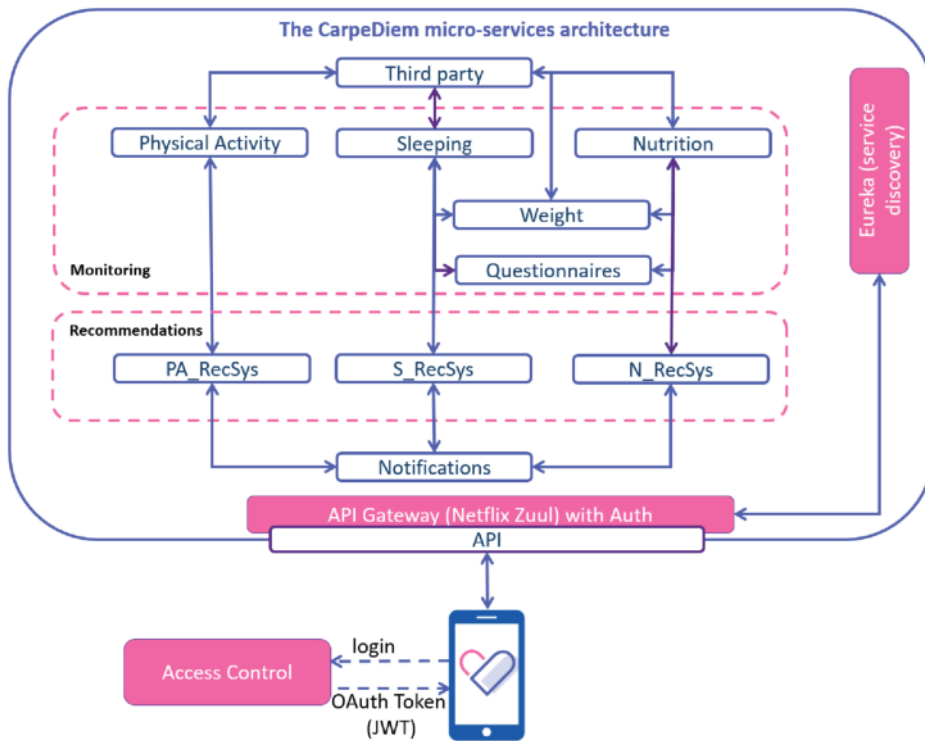 The CarpeDiem micro-services architecture
Third party
Physical Activity
Sleeping
Nutrition
Weight
Questionnaires
Monitoring
Eureka (service
discovery)
Recommendations
PA_RecSys
S_RecSys
N_RecSys
Notifications
API Gateway (Netflix Zuul) with Auth
API
Access Control
login
OAuth Token
(JWT)